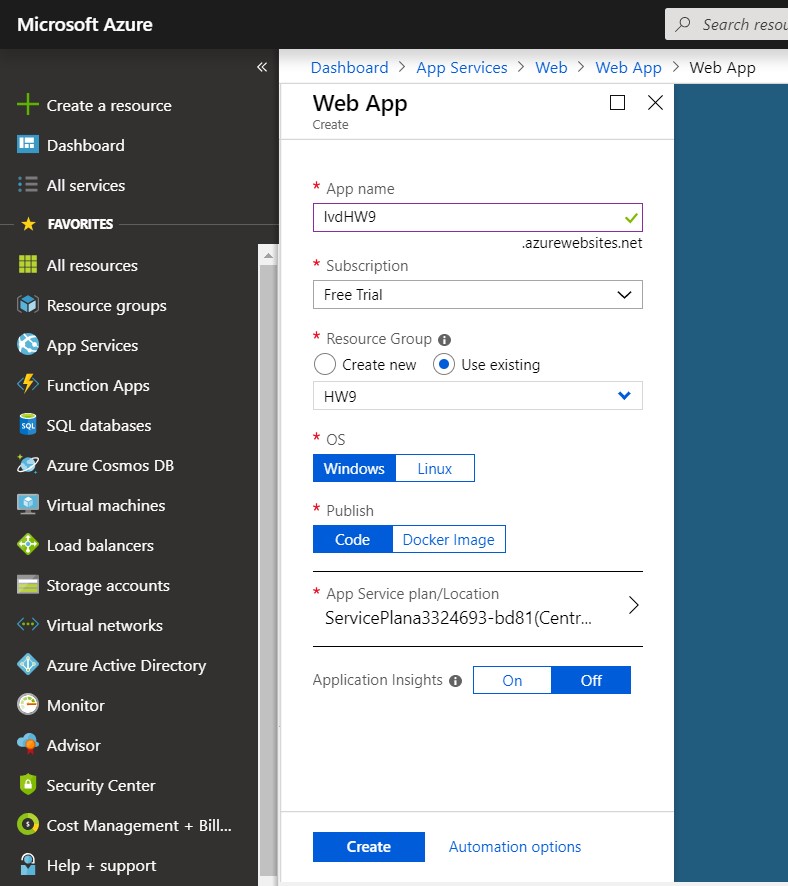 Microsoft Azure
Search resou
Dashboard > App Services > Web > Web App > Web App
Create a resource
Dashboard
All services
FAVORITES
All resources
Resource groups
App Services
Function Apps
SQL databases
Azure Cosmos DB
Virtual machines
Load balancers
Storage accounts
Virtual networks
Azure Active Directory
Monitor
Advisor
Security Center
Cost Management + Bill...
Help + support
Web App
Create
* App name
IvdHW9
.azurewebsites.net
* Subscription
Free Trial
* Resource Group
Create new Use existing
HW9
* OS
Windows Linux
* Publish
Code Docker Image
* App Service plan/Location
ServicePlana3324693-bd81(Centr...
Application Insights On Off
Create Automation options